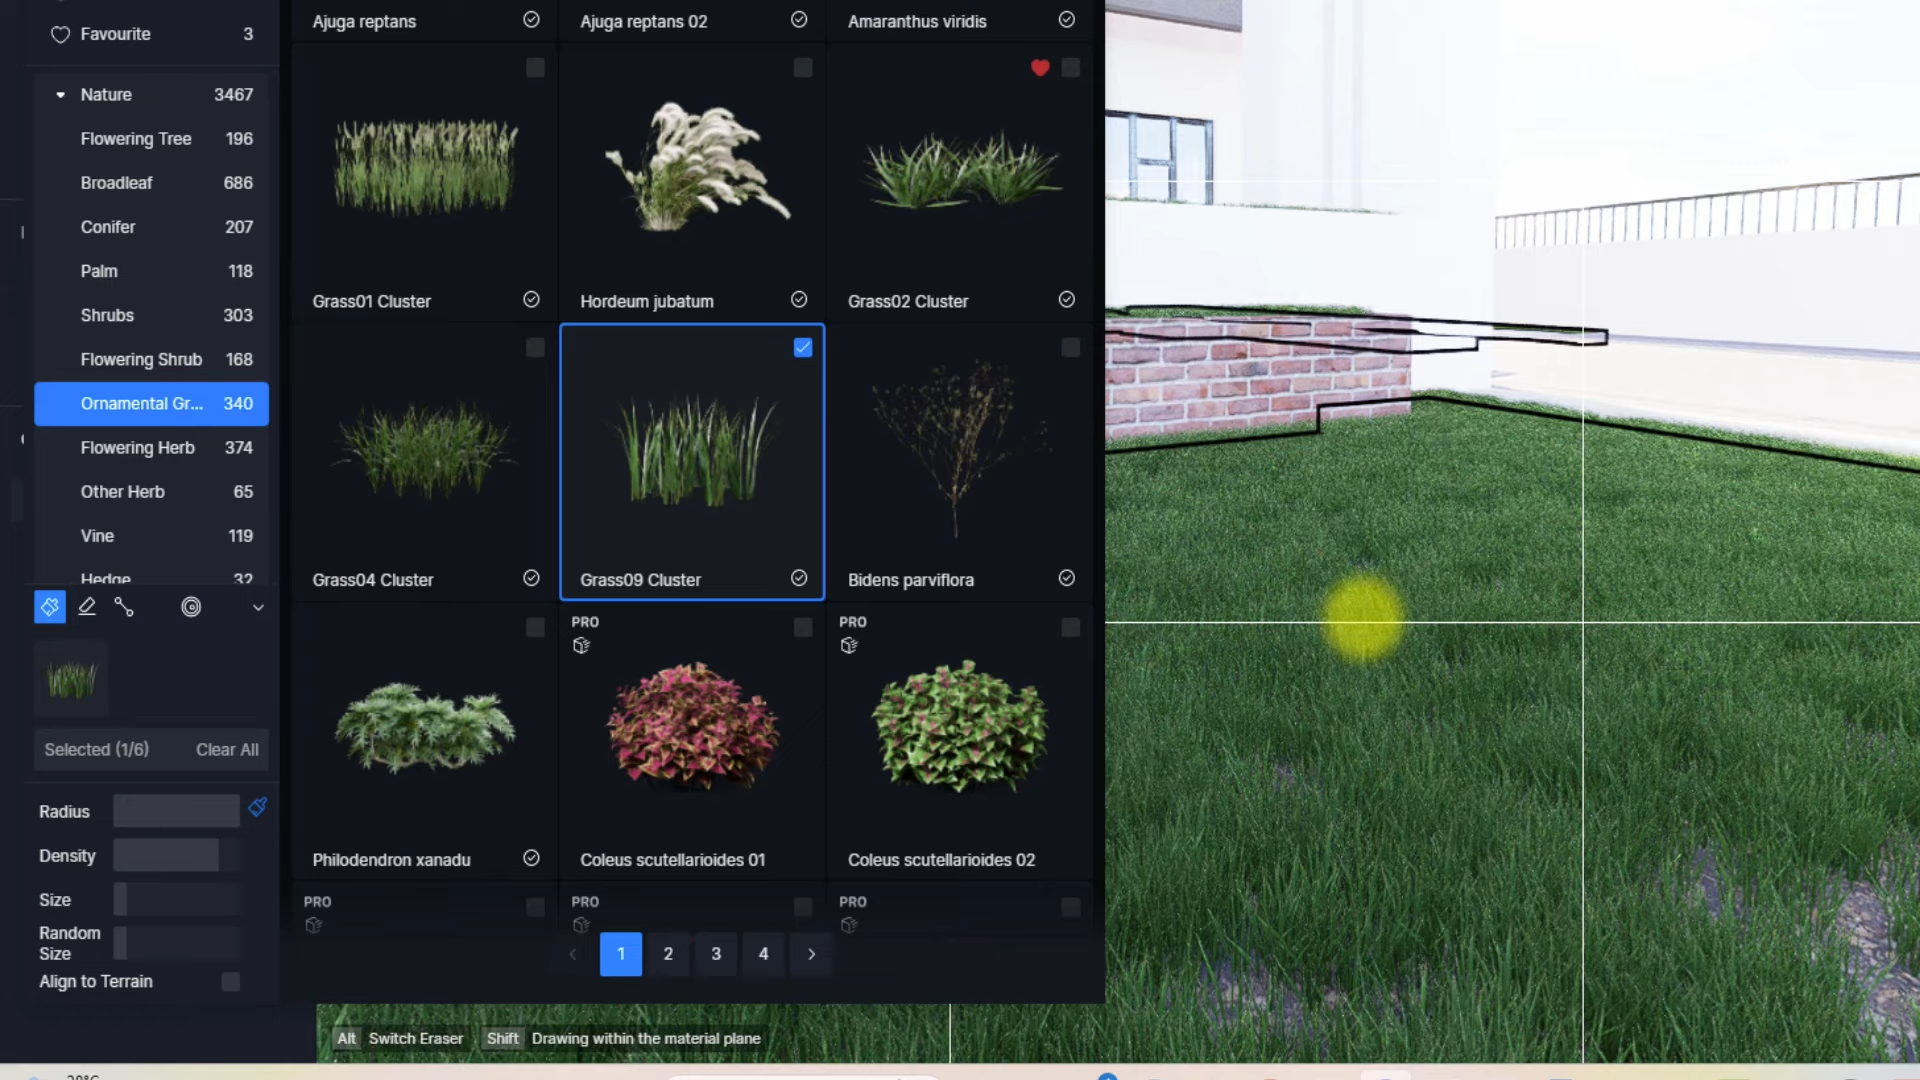 Favourite 3
Nature 3467
Flowering Tree 196
Broadleaf 686
Conifer 207
Palm 118
Shrubs 303
Flowering Shrub 168
Ornamental Gr... 340
Flowering Herb 374
Other Herb 65
Vine 119
Hedge 32
Selected (1/6) Clear All
Radius
Density
Size
Random
Size
Align to Terrain
Ajuga reptans
Ajuga reptans 02
Amaranthus viridis
Grass01 Cluster
Hordeum jubatum
Grass02 Cluster
Grass04 Cluster
Grass09 Cluster
Bidens parviflora
PRO
PRO
Philodendron xanadu
Coleus scutellarioides 01
Coleus scutellarioides 02
PRO
PRO
PRO
1 2 3 4
Alt Switch Eraser Shift Drawing within the material plane